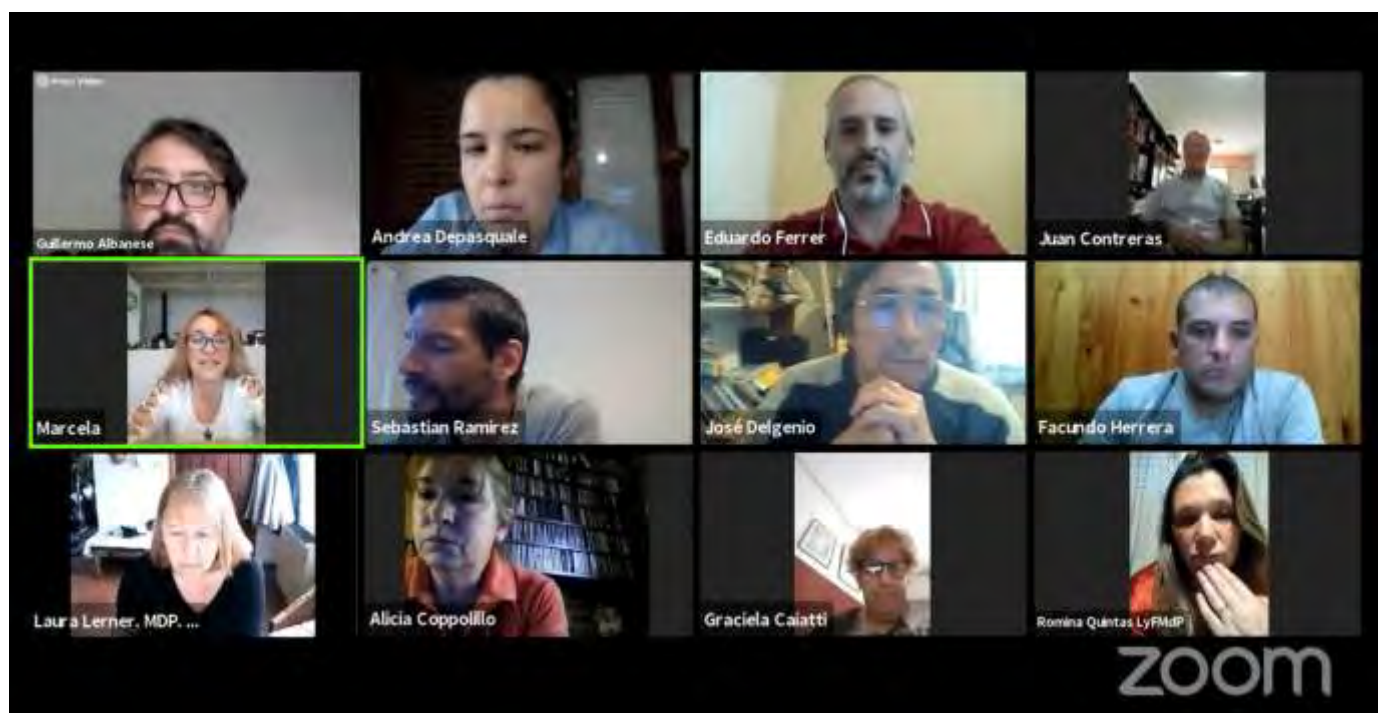 Guillermo Albanese
Andrea Depasquale
Eduardo Ferrer
Juan Contreras
Marcela
Sebastian Ramirez
José Delgenio
Facundo Herrera
Laura Lerner. MDP. ...
Alicia Coppolillo
Graciela Caiatti
Romina Quintas LyFMdP
zoom